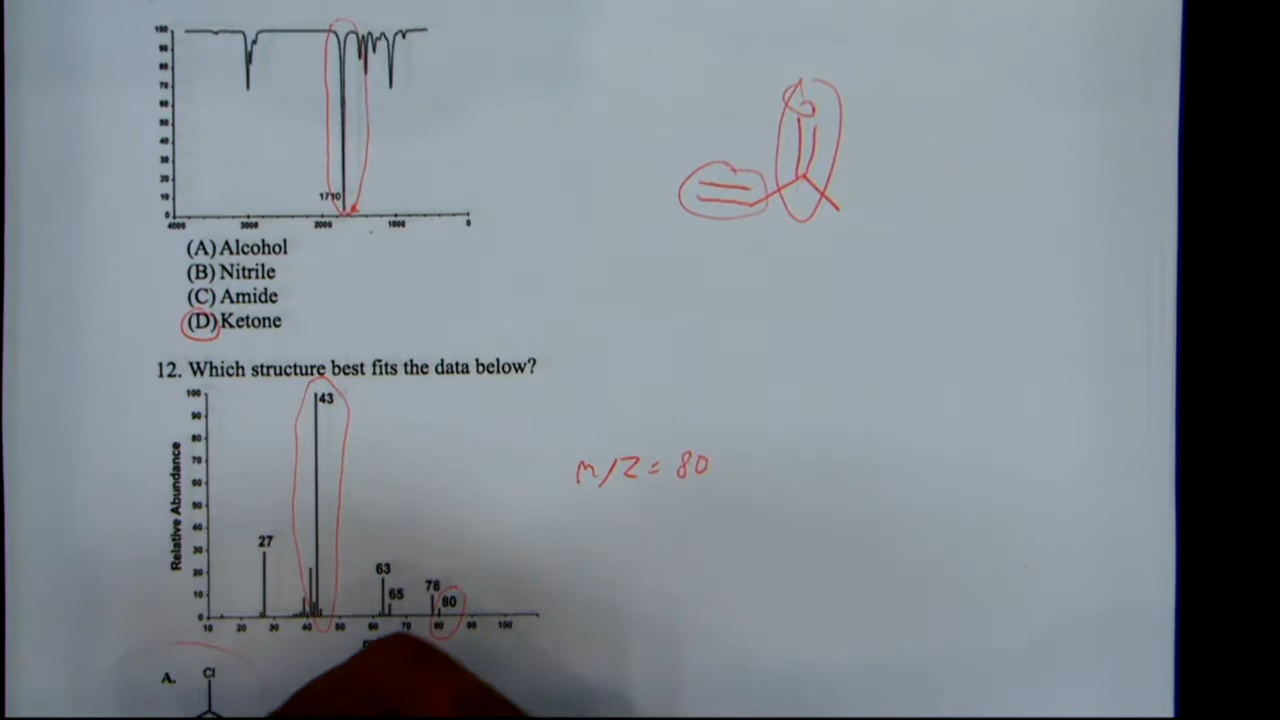 100
90
80
70
60
50
40
30
20
10
0
1710
4000 3000 2000 1000 0
(A) Alcohol
(B) Nitrile
(C) Amide
(D) Ketone
12. Which structure best fits the data below?
Relative Abundance
100
90
80
70
60
50
40
30
20
10
0
43
27
63
65
78
80
10 20 30 40 50 60 70 80 90 100
m/z = 80
A.
Cl